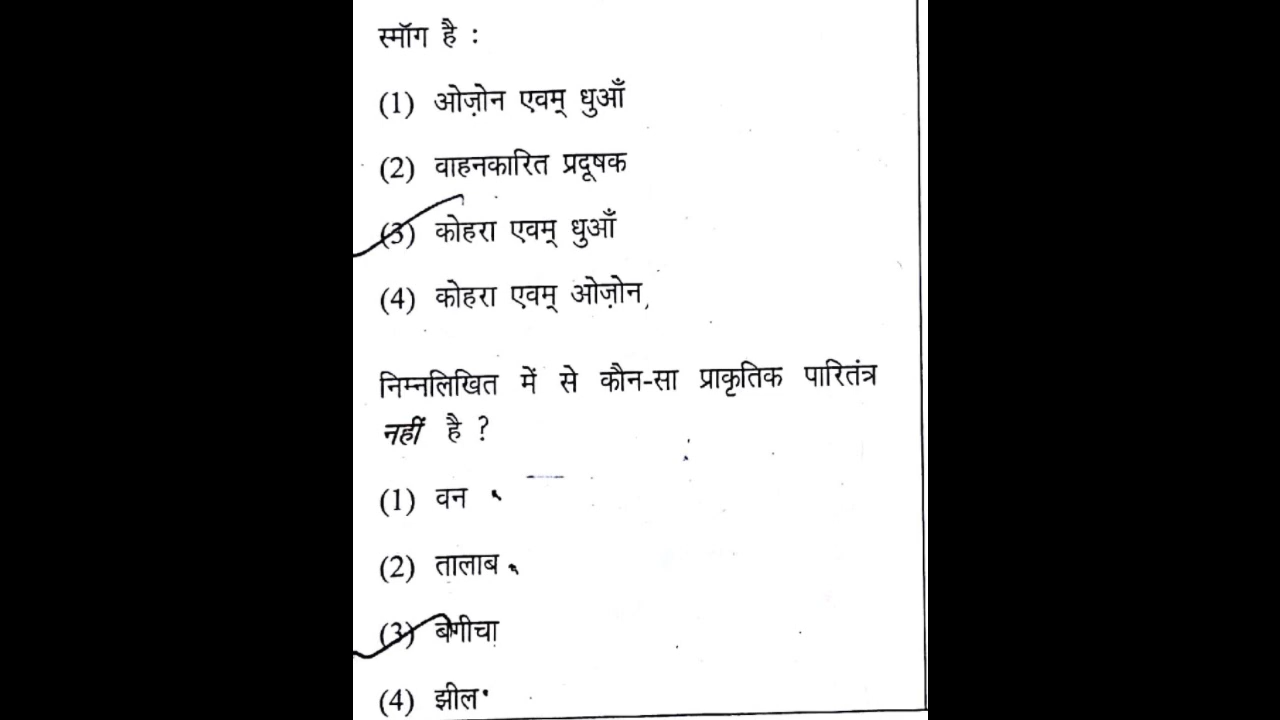 स्मॉग है :
(1) ओज़ोन एवम् धुआँ
(2) वाहनकारित प्रदूषक
(3) कोहरा एवम् धुआँ
(4) कोहरा एवम् ओज़ोन
निम्नलिखित में से कौन-सा प्राकृतिक पारितंत्र
नहीं है ?
(1) वन
(2) तालाब
(3) बगीचा
(4) झील